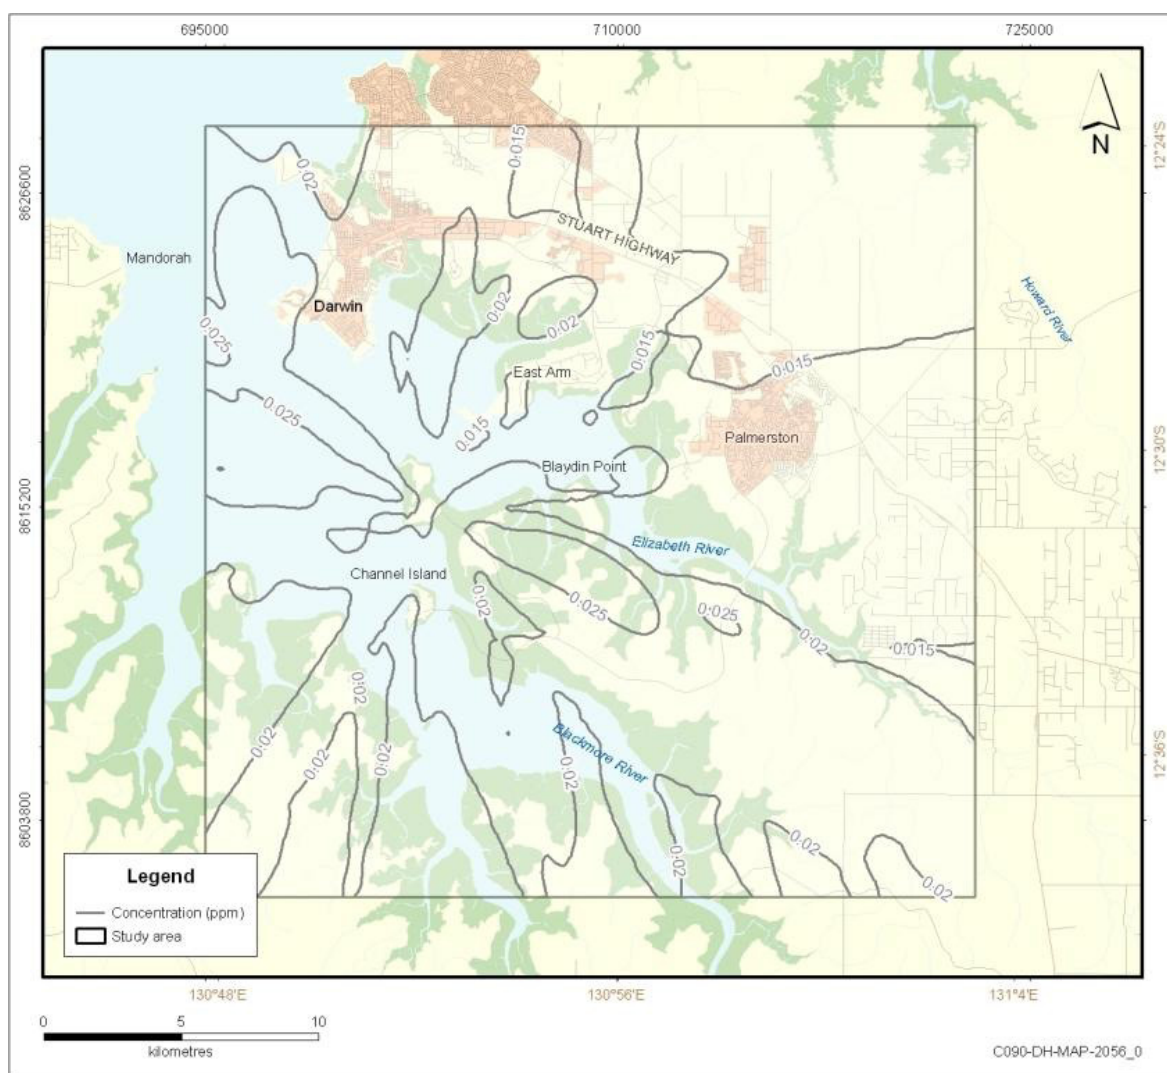 695000
710000
725000
12°24'S
0.015
0.02
8626600
STUART HIGHWAY
Mandorah
Howard River
0.02
Darwin
0.02
0.025
0.015
0.015
East Arm
0.025
0.015
Palmerston
12°30'S
Blaydin Point
8615200
Elizabeth River
Channel Island
0.02
0.025
0.025
0.02
0.015
0.02
0.02
0.02
0.02
Blackmore River
0.02
12°36'S
8603800
0.02
0.02
0.02
Legend
Concentration (ppm)
Study area
130°48'E
130°56'E
131°4'E
0
5
10
kilometres
C090-DH-MAP-2056_0
N